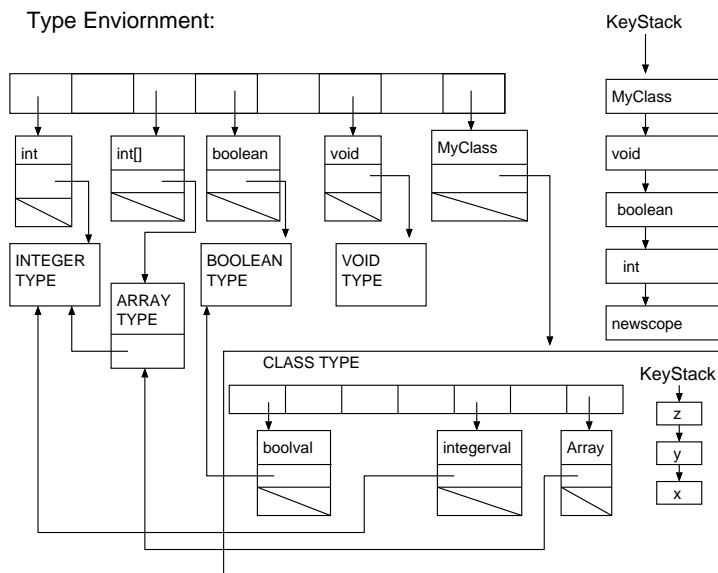 Type Enviornment:
KeyStack
MyClass
void
boolean
int
newscope
int
int[]
boolean
void
MyClass
INTEGER
TYPE
ARRAY
TYPE
BOOLEAN
TYPE
VOID
TYPE
CLASS TYPE
boolval
integerval
Array
KeyStack
z
y
x